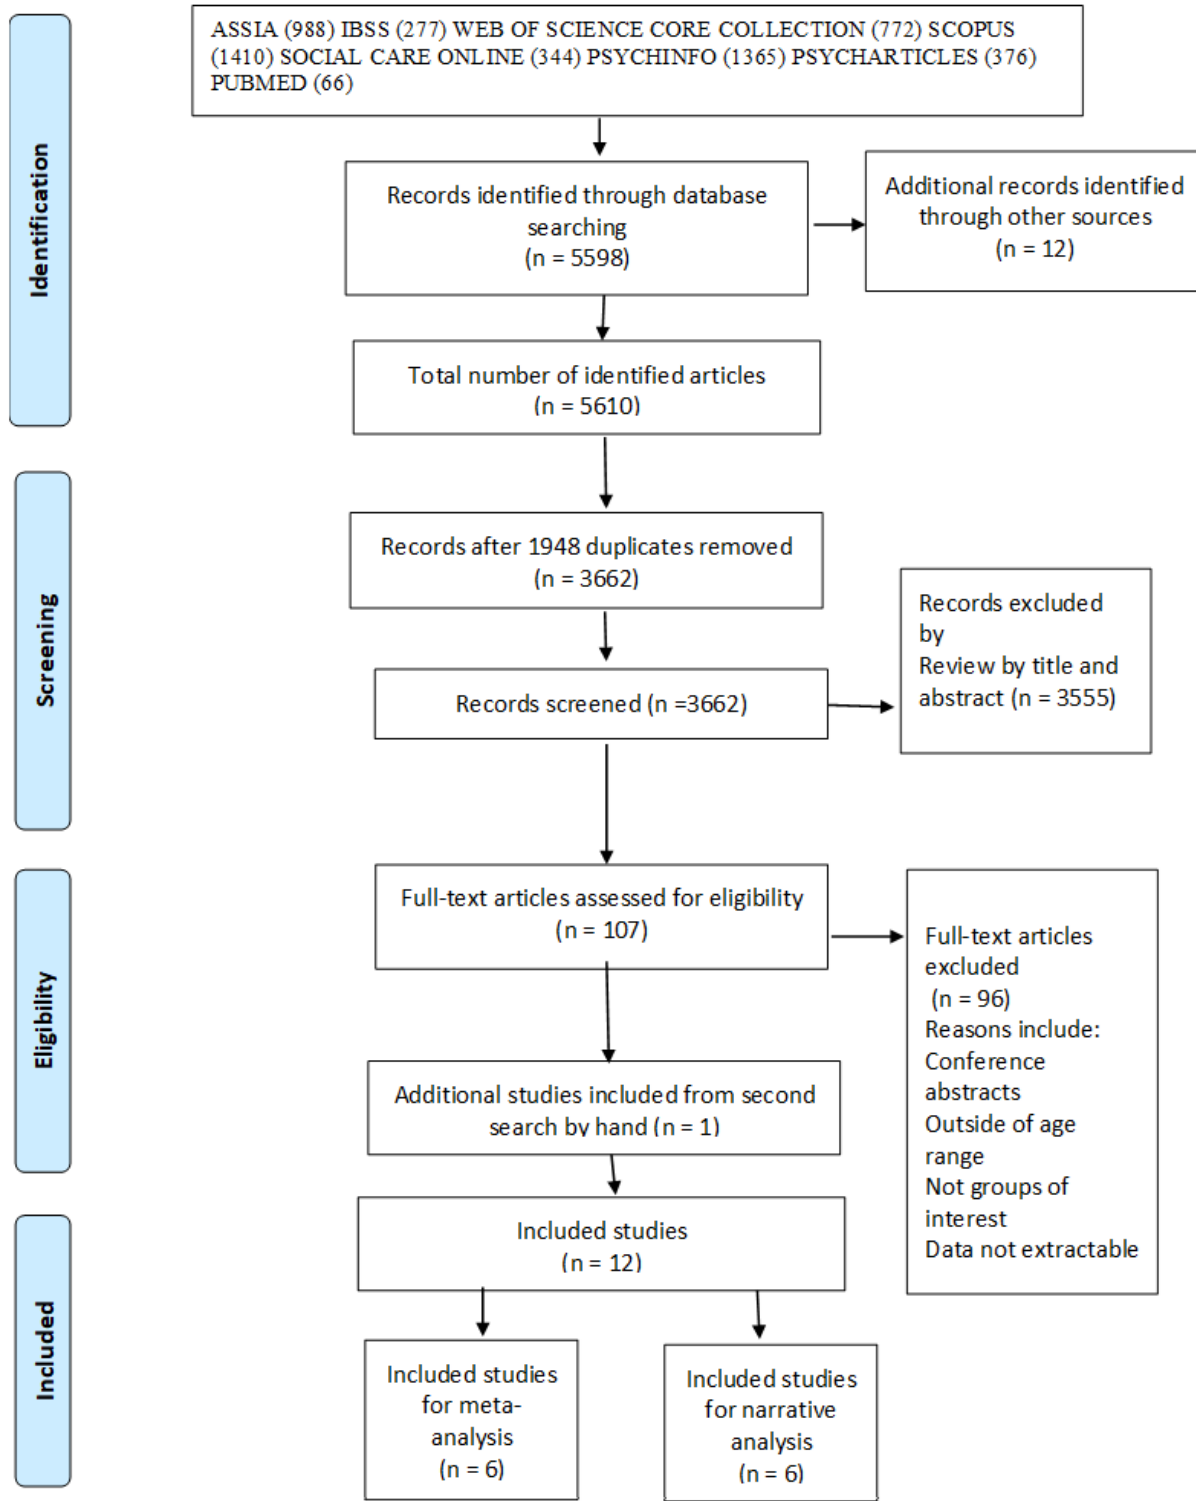 ASSIA (988) IBSS (277) WEB OF SCIENCE CORE COLLECTION (772) SCOPUS
(1410) SOCIAL CARE ONLINE (344) PSYCHINFO (1365) PSYCHARTICLES (376)
PUBMED (66)
Identification
Records identified through database
searching
(n = 5598)
Additional records identified
through other sources
(n = 12)
Total number of identified articles
(n = 5610)
Screening
Records after 1948 duplicates removed
(n = 3662)
Records screened (n =3662)
Records excluded
by
Review by title and
abstract (n = 3555)
Eligibility
Full-text articles assessed for eligibility
(n = 107)
Full-text articles
excluded
(n = 96)
Reasons include:
Conference
abstracts
Outside of age
range
Not groups of
interest
Data not extractable
Additional studies included from second
search by hand (n = 1)
Included
Included studies
(n = 12)
Included studies
for meta-
analysis
(n = 6)
Included studies
for narrative
analysis
(n = 6)